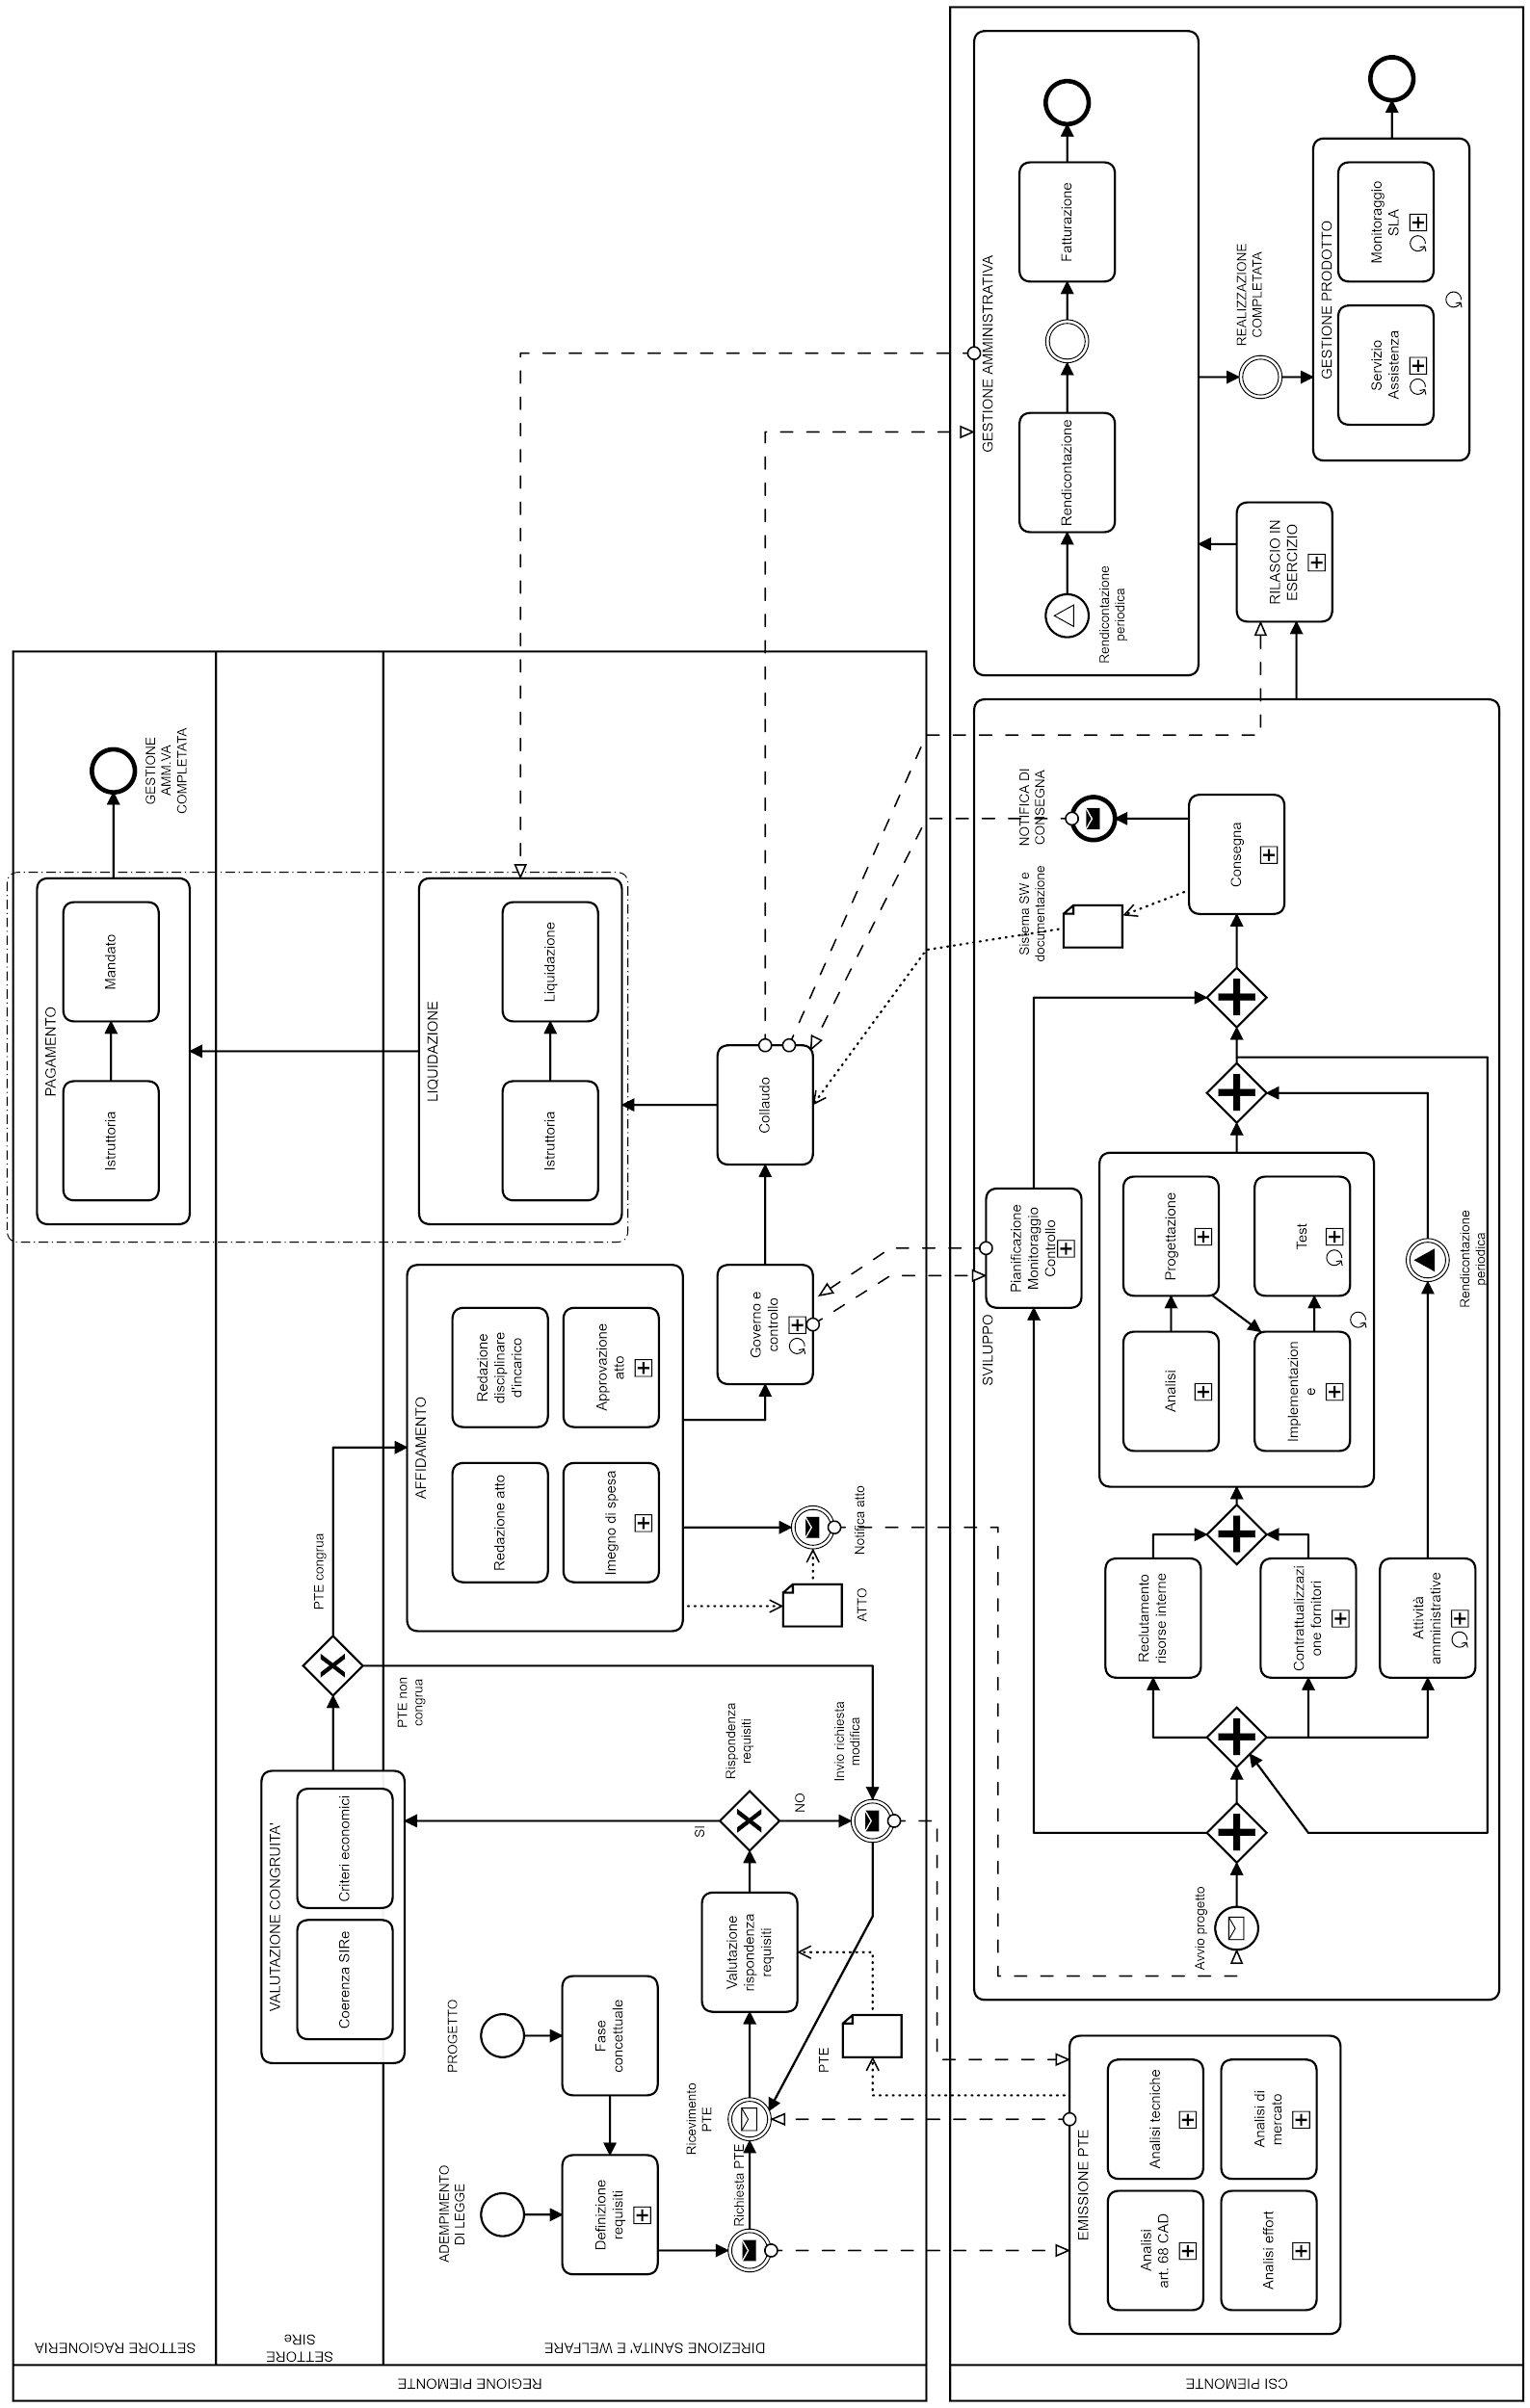 REGIONE PIEMONTE
SETTORE RAGIONERIA
SETTORE
SIRe
DIREZIONE SANITA' E WELFARE
PAGAMENTO
Istruttoria
Mandato
GESTIONE
AMM.VA
COMPLETATA
VALUTAZIONE CONGRUITA'
Coerenza SIRe
Criteri economici
PTE congrua
PTE non
congrua
ADEMPIMENTO
DI LEGGE
PROGETTO
Definizione
requisiti
Fase
concettuale
Richiesta PTE
Ricevimento
PTE
Valutazione
rispondenza
requisiti
Rispondenza
requisiti
SI
NO
Invio richiesta
modifica
PTE
AFFIDAMENTO
Redazione atto
Redazione
disciplinare
d'incarico
Imegno di spesa
Approvazione
atto
ATTO
Notifica atto
Governo e
controllo
Collaudo
LIQUIDAZIONE
Istruttoria
Liquidazione
CSI PIEMONTE
EMISSIONE PTE
Analisi
art. 68 CAD
Analisi tecniche
Analisi effort
Analisi di
mercato
SVILUPPO
Avvio progetto
Pianificazione
Monitoraggio
Controllo
Reclutamento
risorse interne
Contrattualizzazi
one fornitori
Attività
amministrative
Analisi
Progettazione
Implementazion
e
Test
Rendicontazione
periodica
Sistema SW e
documentazione
NOTIFICA DI
CONSEGNA
Consegna
RILASCIO IN
ESERCIZIO
GESTIONE AMMINISTRATIVA
Rendicontazione
periodica
Rendicontazione
Fatturazione
REALIZZAZIONE
COMPLETATA
GESTIONE PRODOTTO
Servizio
Assistenza
Monitoraggio
SLA